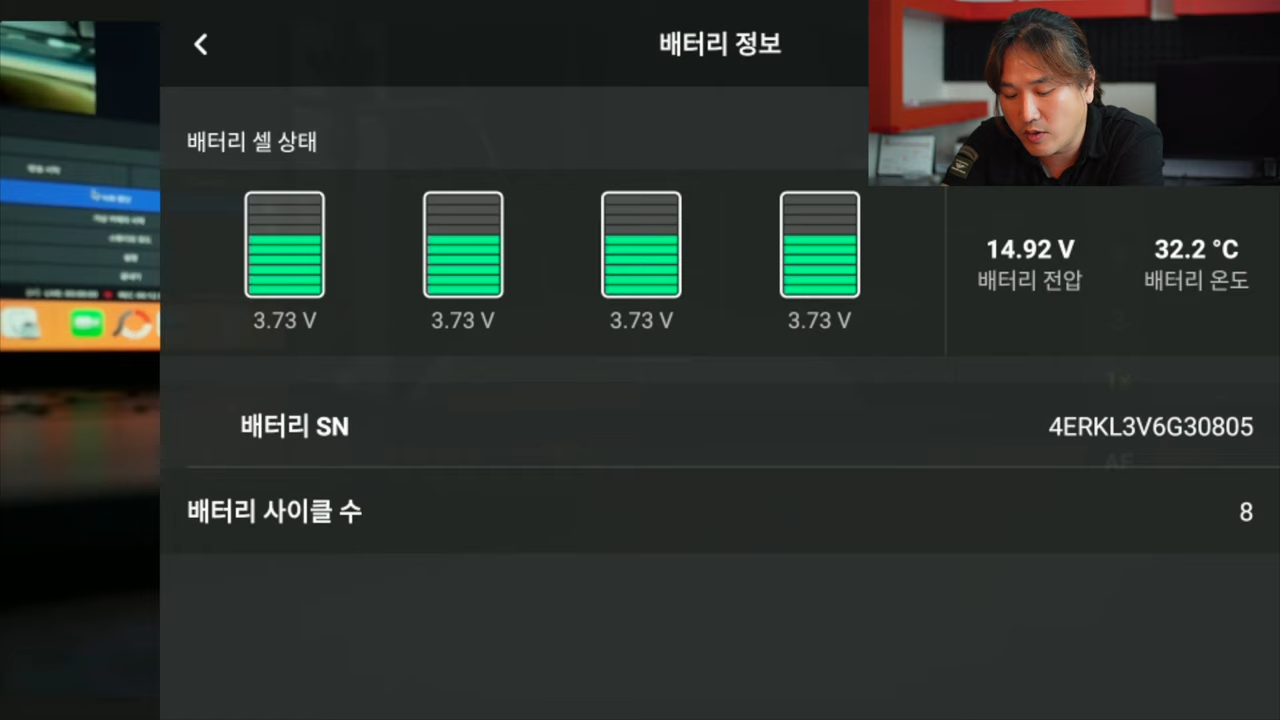 배터리 정보
배터리 셀 상태
3.73 V
3.73 V
3.73 V
3.73 V
14.92 V
배터리 전압
32.2 °C
배터리 온도
배터리 SN
4ERKL3V6G30805
배터리 사이클 수
8